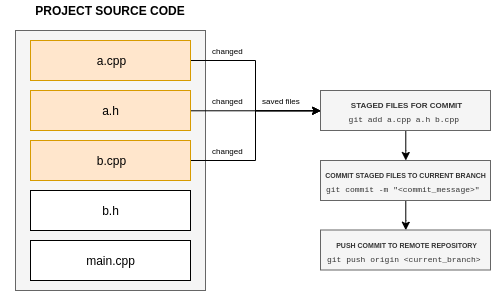 PROJECT SOURCE CODE
a.cpp
changed
a.h
changed
saved files
b.cpp
changed
b.h
main.cpp
STAGED FILES FOR COMMIT
git add a.cpp a.h b.cpp
COMMIT STAGED FILES TO CURRENT BRANCH
git commit -m "<commit_message>"
PUSH COMMIT TO REMOTE REPOSITORY
git push origin <current_branch>